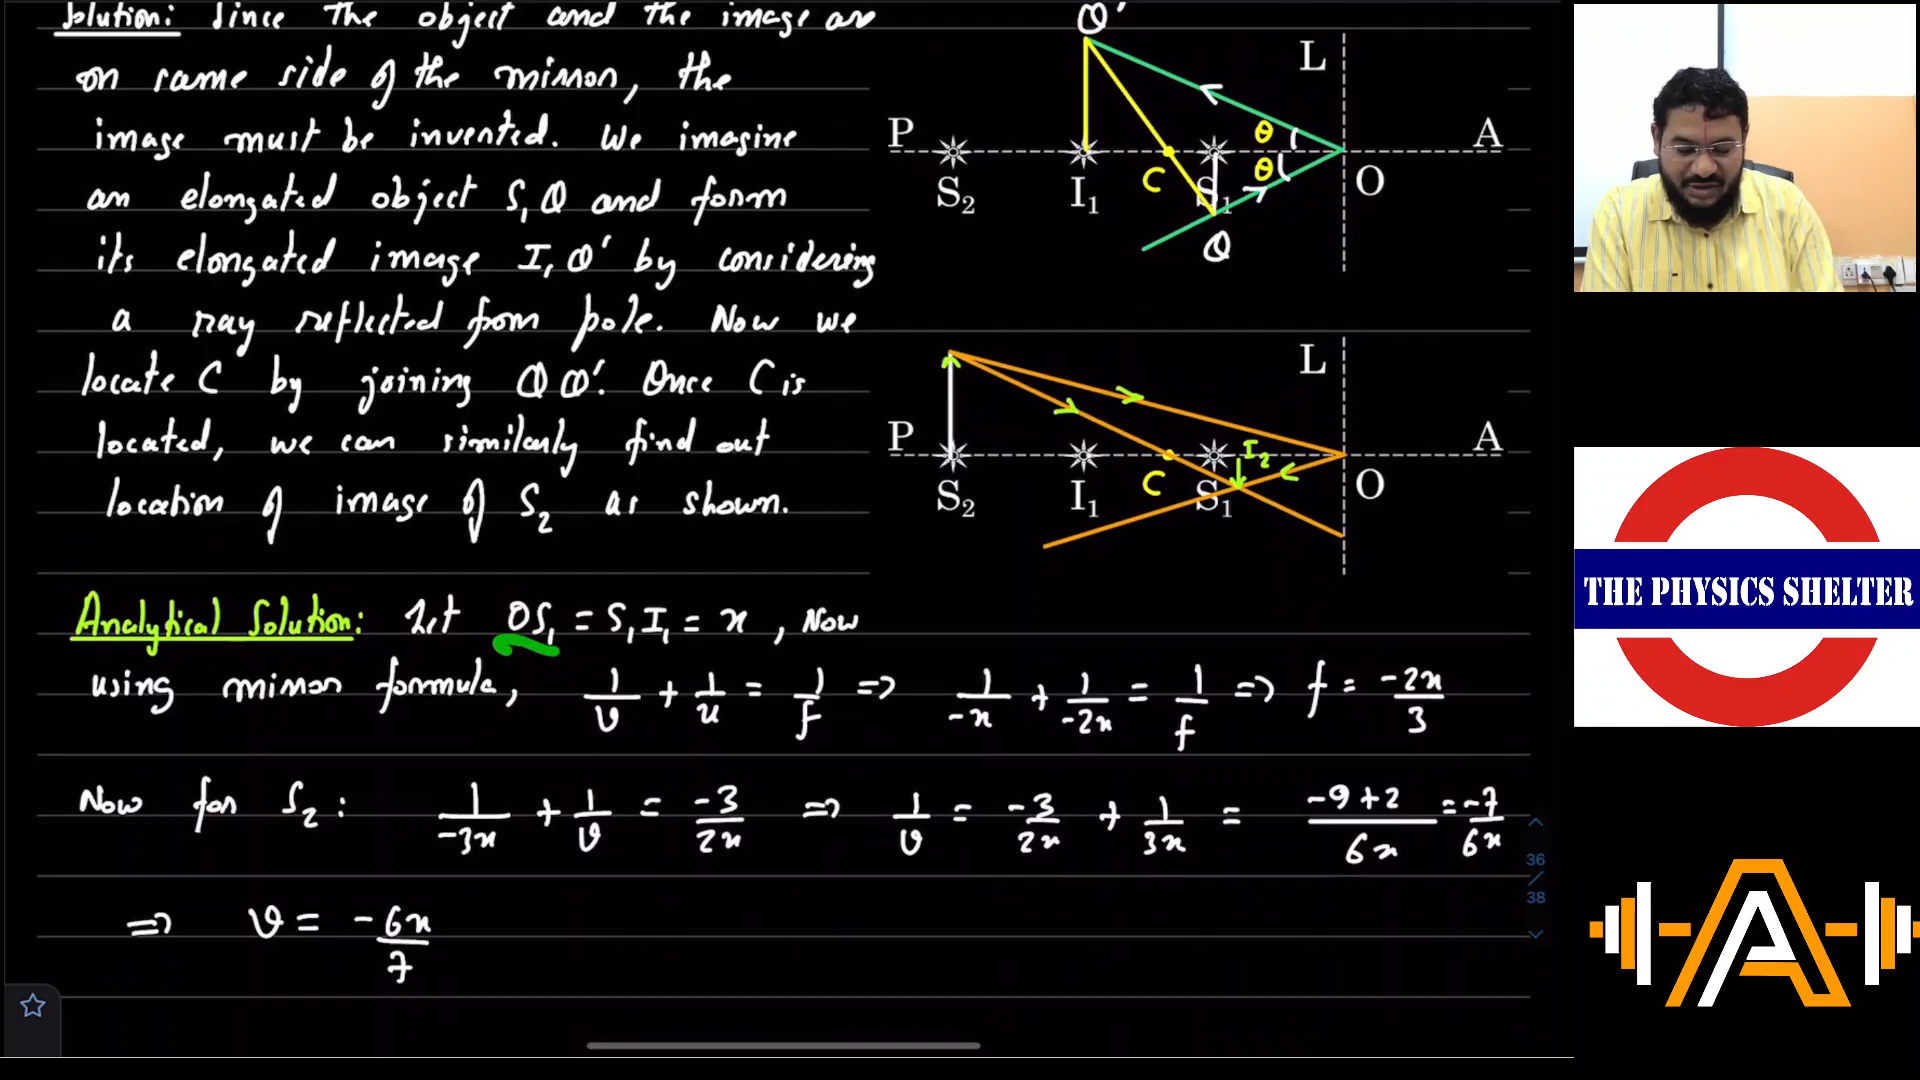 Solution: Since the object and the image are
on same side of the mirror, the
image must be inverted. We imagine
an elongated object S₁Q and form
its elongated image I₁Q' by considering
a ray reflected from pole. Now we
locate C by joining QQ'. Once C is
located, we can similarly find out
location of image of S₂ as shown.
Q'
L
θ
P
A
θ
C
S₂
I₁
S₁
O
Q
L
P
I₂
A
C
S₂
I₁
S₁
O
Analytical Solution: Let OS₁ = S₁I₁ = x , Now
using mirror formula, 1/v + 1/u = 1/f => 1/-x + 1/-2x = 1/f => f = -2x/3
Now for S₂: 1/-3x + 1/v = -3/2x => 1/v = -3/2x + 1/3x = -9+2/6x = -7/6x
=> v = -6x/7
36
/
38
THE PHYSICS SHELTER